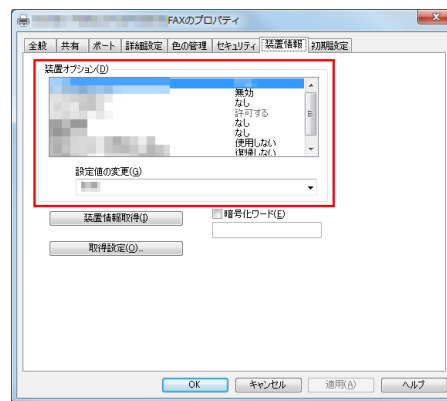 FAXのプロパティ
全般 共有 ポート 詳細設定 色の管理 セキュリティ 装置情報 初期設定
装置オプション(D)
無効
なし
許可する
なし
なし
使用しない
復帰しない
設定値の変更(G)
装置情報取得(I)
暗号化ワード(E)
取得設定(O)...
OK キャンセル 適用(A) ヘルプ